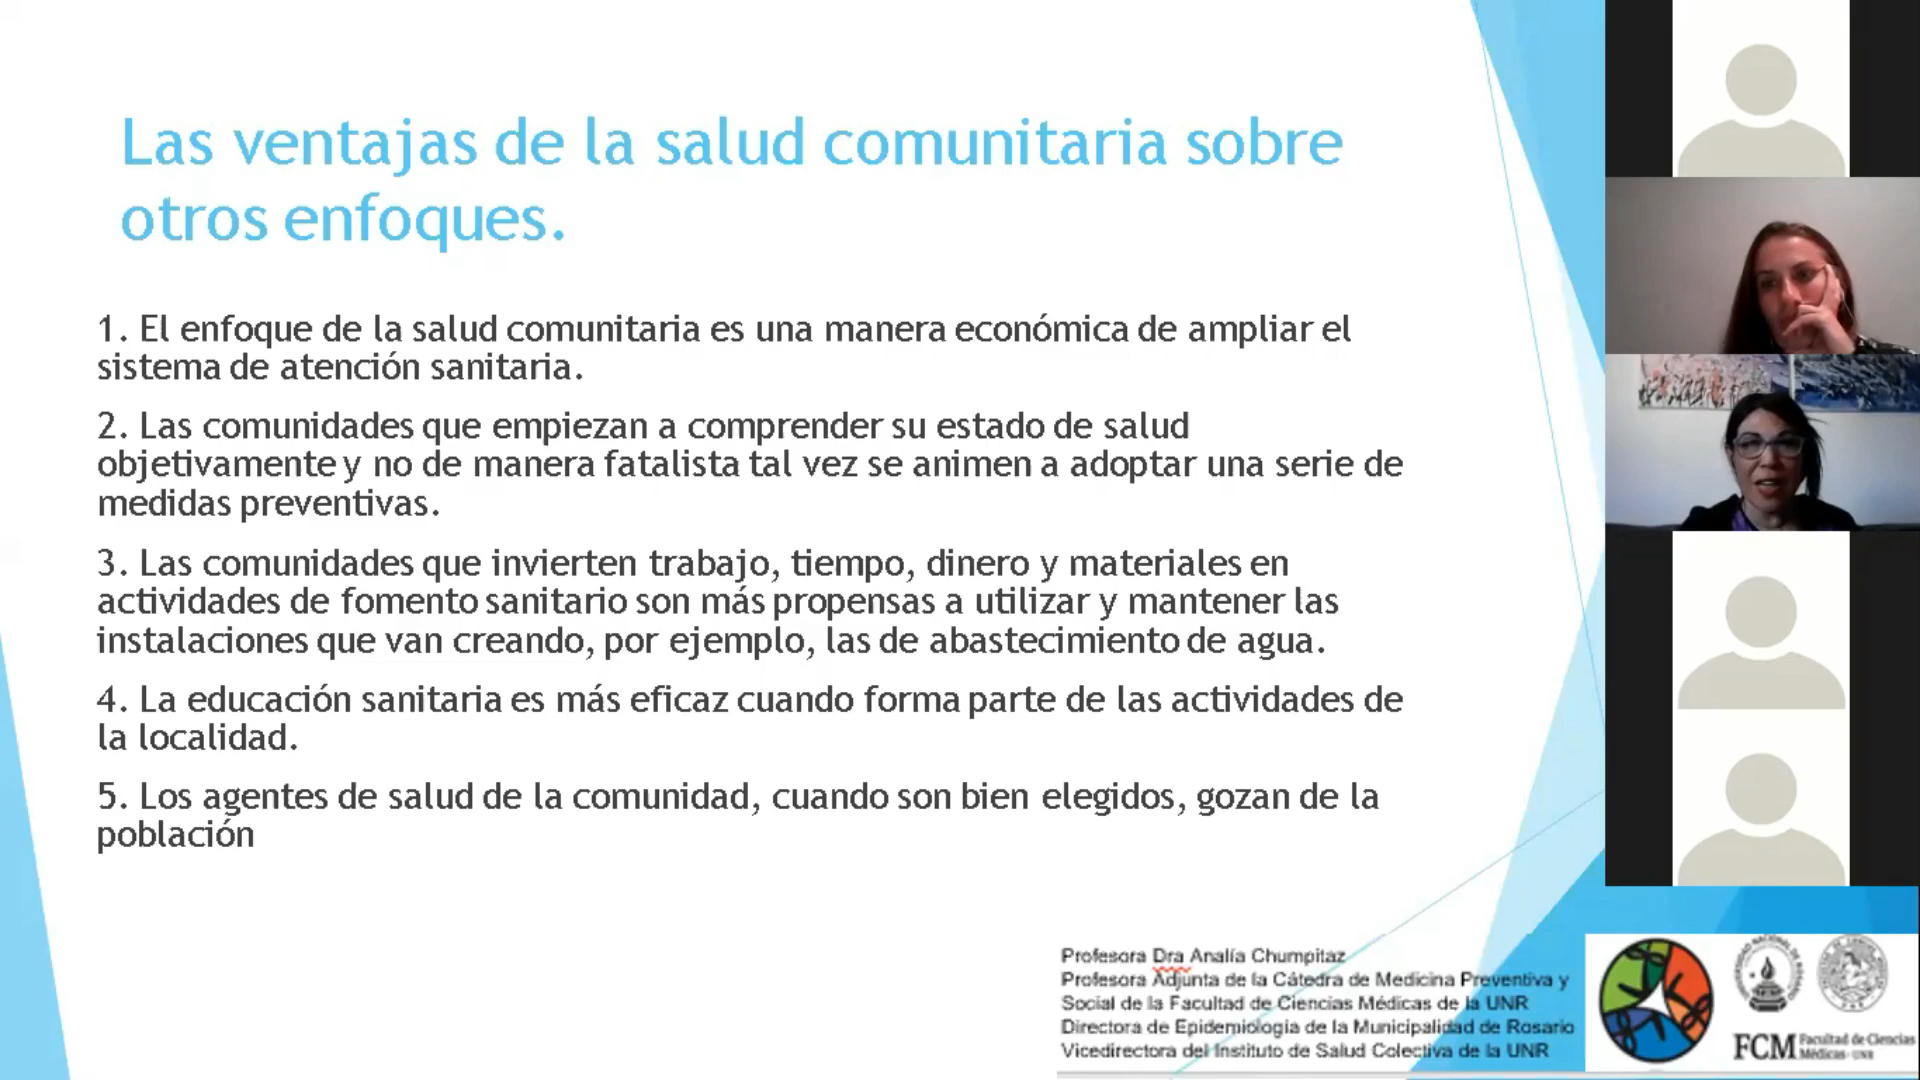 Las ventajas de la salud comunitaria sobre
otros enfoques.
1. El enfoque de la salud comunitaria es una manera económica de ampliar el
sistema de atención sanitaria.
2. Las comunidades que empiezan a comprender su estado de salud
objetivamente y no de manera fatalista tal vez se animen a adoptar una serie de
medidas preventivas.
3. Las comunidades que invierten trabajo, tiempo, dinero y materiales en
actividades de fomento sanitario son más propensas a utilizar y mantener las
instalaciones que van creando, por ejemplo, las de abastecimiento de agua.
4. La educación sanitaria es más eficaz cuando forma parte de las actividades de
la localidad.
5. Los agentes de salud de la comunidad, cuando son bien elegidos, gozan de la
población
Profesora Dra Analía Chumpitaz
Profesora Adjunta de la Cátedra de Medicina Preventiva y
Social de la Facultad de Ciencias Médicas de la UNR
Directora de Epidemiologia de la Municipalidad de Rosario
Vicedirectora del Instituto de Salud Colectiva de la UNR
FCM Facultad de Ciencias
Médicas - UNR